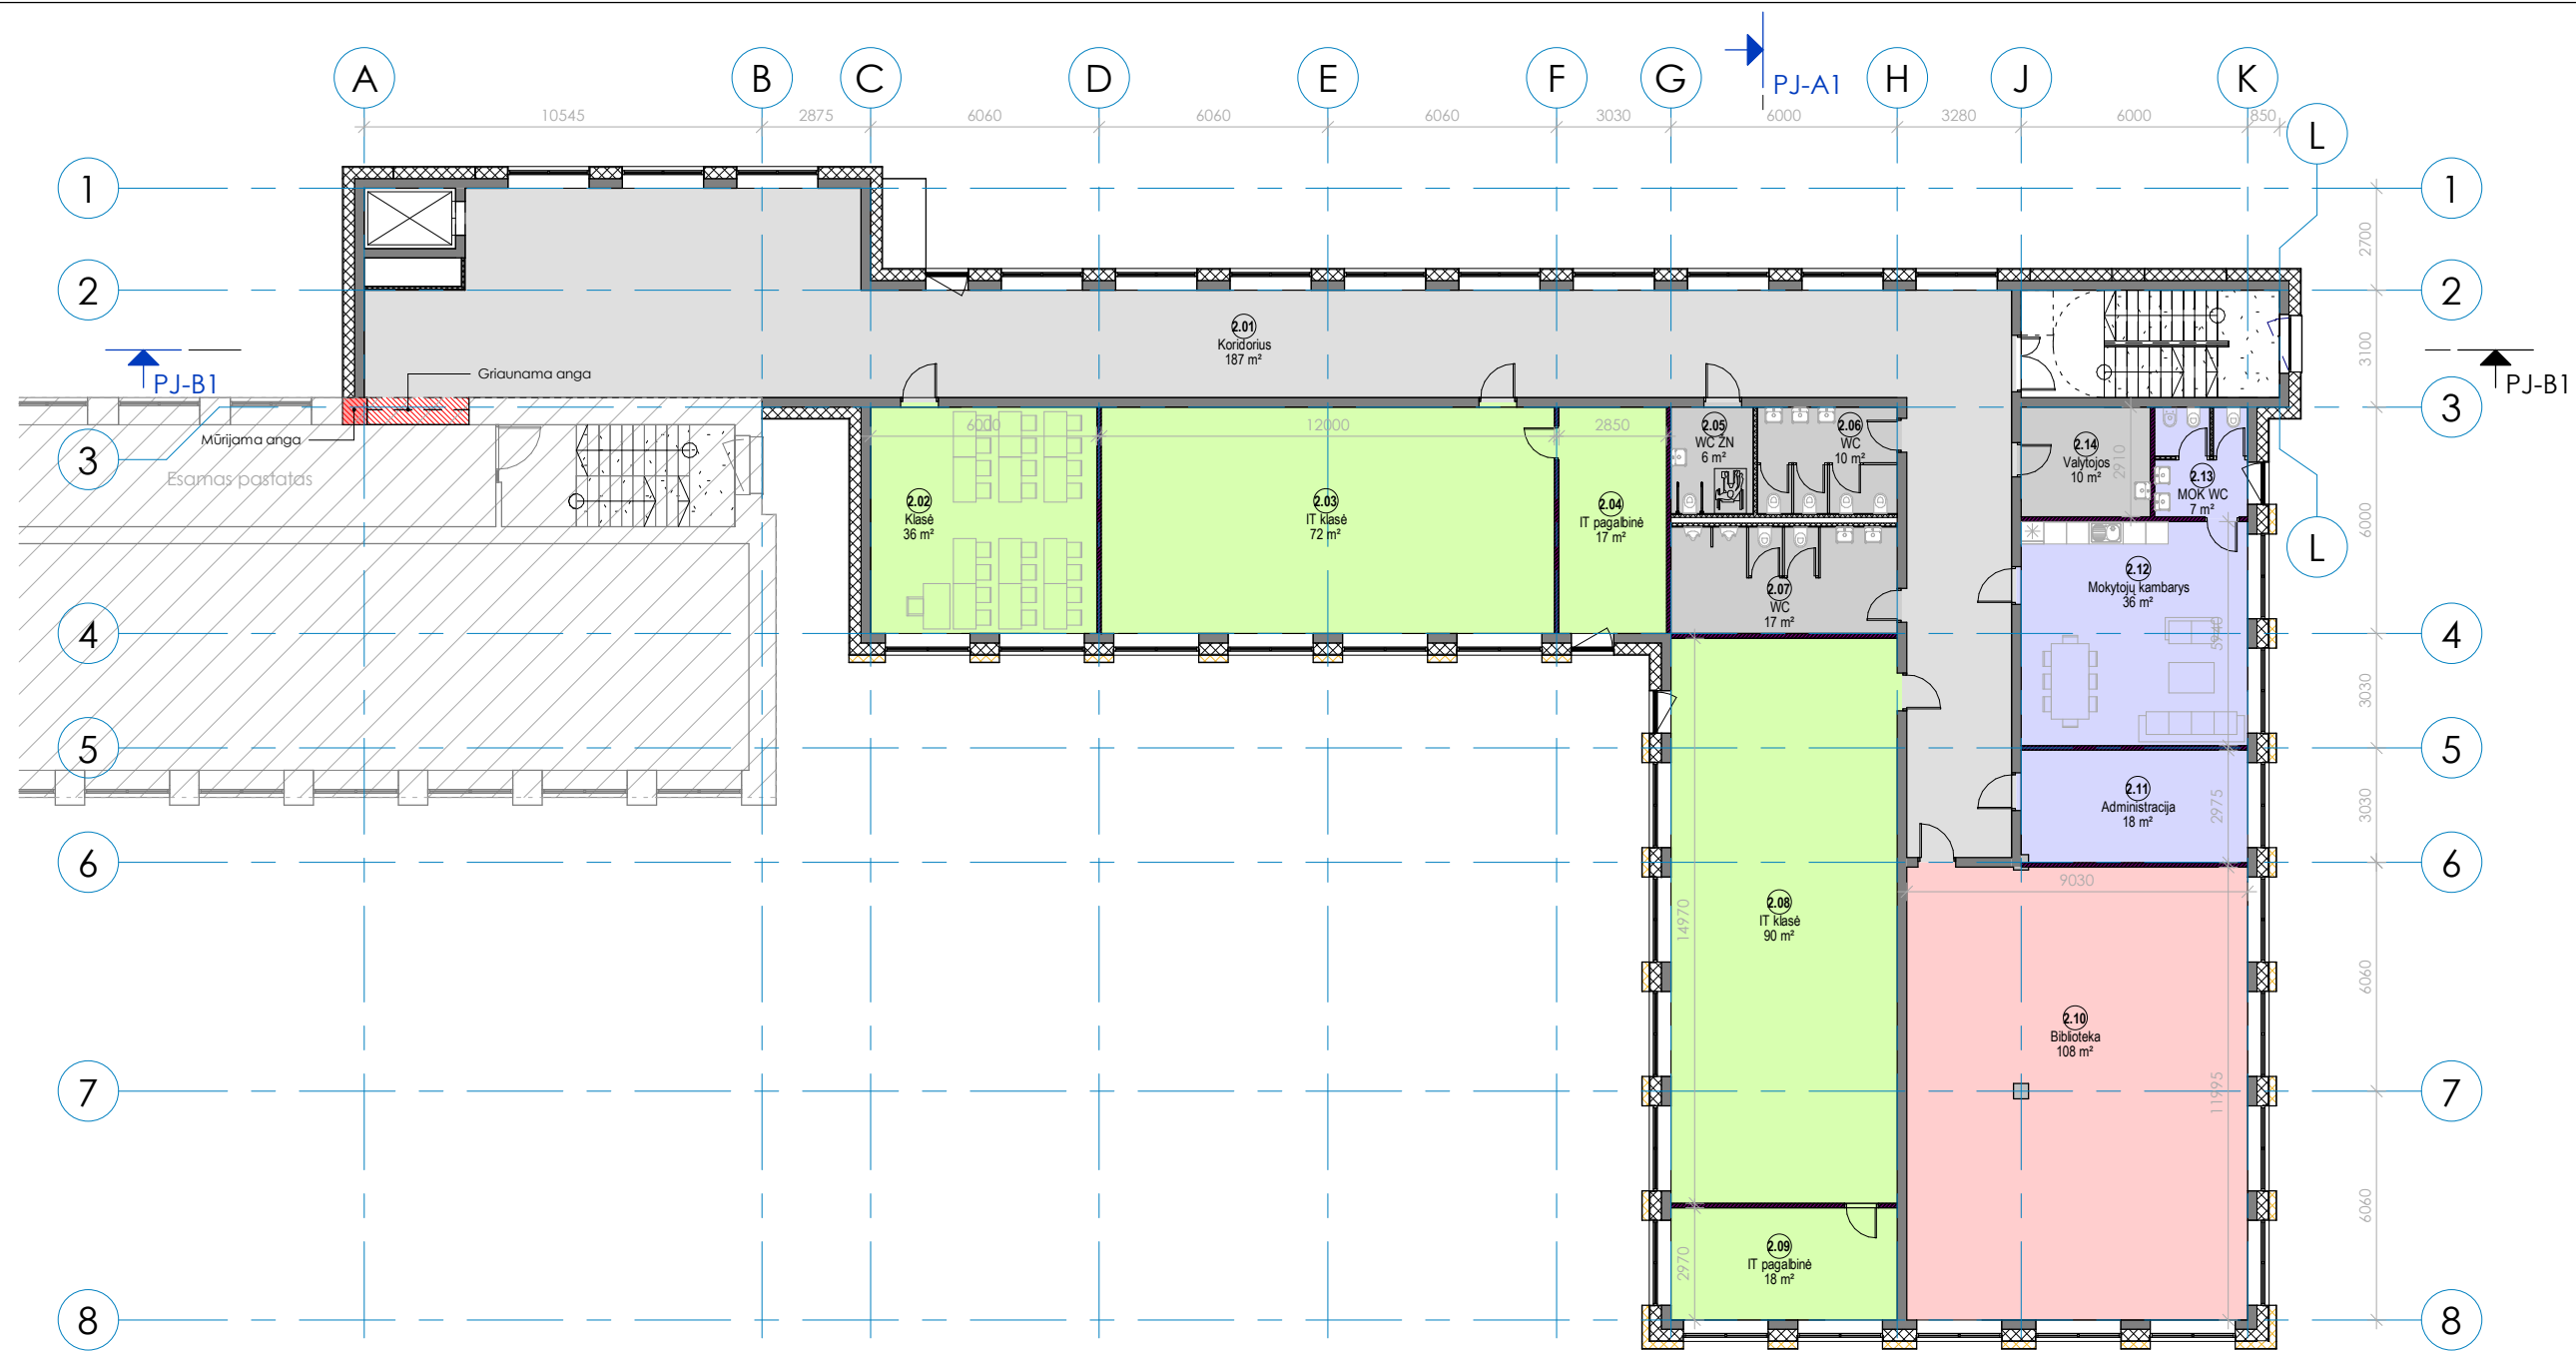 A B C D E F G H J K L
PJ-A1
10545 2875 6060 6060 6060 3030 6000 3280 6000 850
1 1
2700
2 2
2.01
Koridorius
187 m²
3100
PJ-B1 PJ-B1
Griaunama anga
Mūrijama anga
3 3
Esamas pastatas
6000 12000 2850
2.02
Klasė
36 m²
2.03
IT klasė
72 m²
2.04
IT pagalbinė
17 m²
2.05
WC ŽN
6 m²
2.06
WC
10 m²
2.07
WC
17 m²
2.14
Valytojos
10 m²
2910
2.13
MOK WC
7 m²
6000
L
2.12
Mokytojų kambarys
36 m²
5940
4 4
3030
5 5
2.11
Administracija
18 m²
2975
3030
6 6
9030
2.08
IT klasė
90 m²
14970
6060
2.10
Biblioteka
108 m²
11995
7 7
6060
2.09
IT pagalbinė
18 m²
2970
8 8